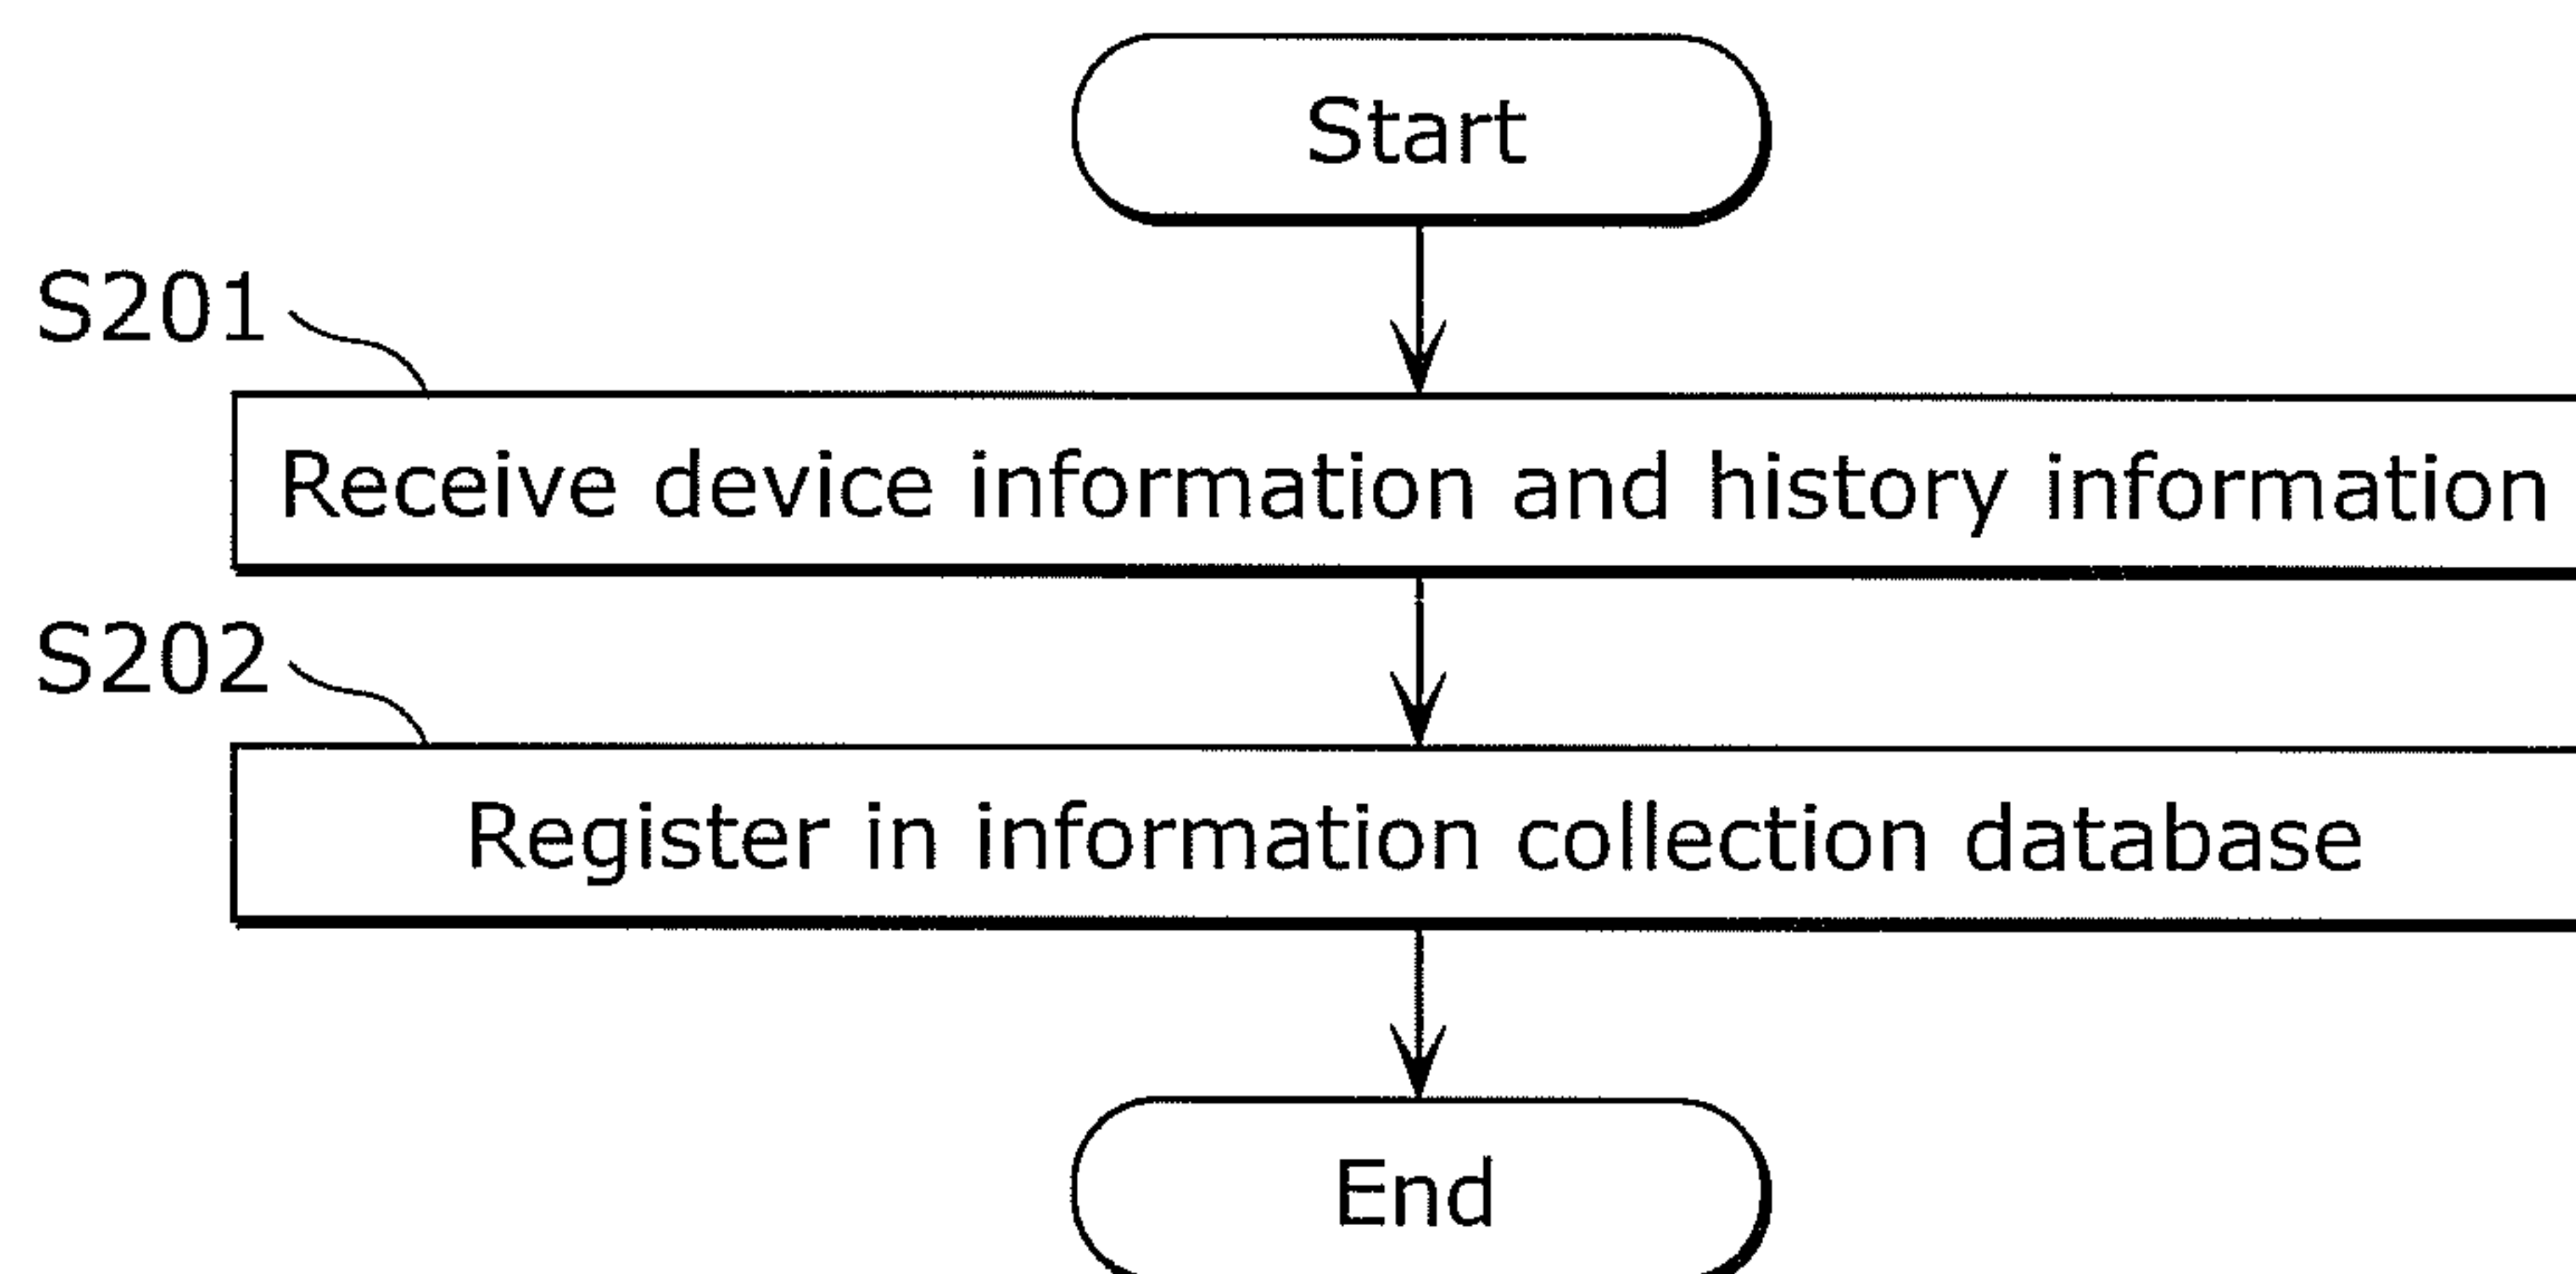 Start
S201
Receive device information and history information
S202
Register in information collection database
End